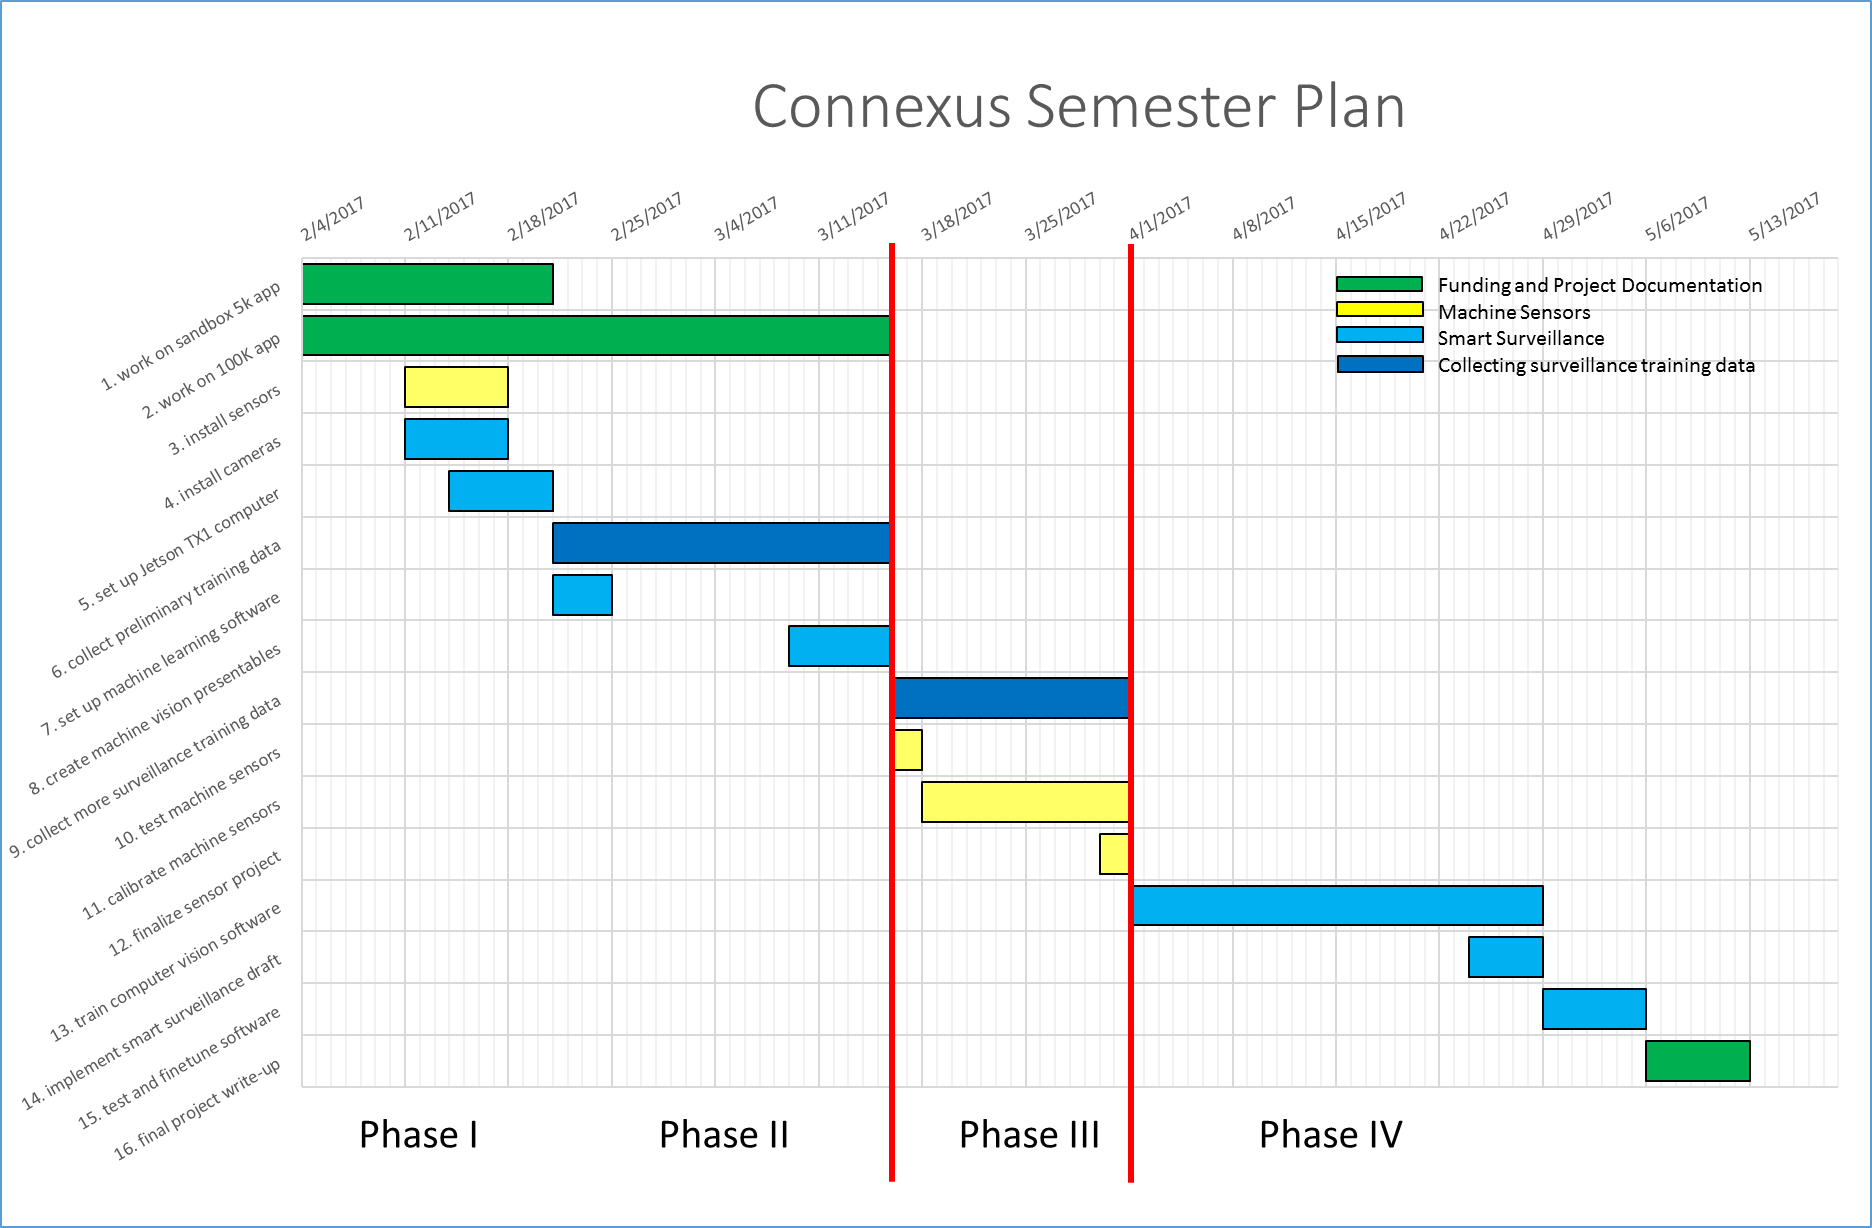 Connexus Semester Plan
2/4/2017
2/11/2017
2/18/2017
2/25/2017
3/4/2017
3/11/2017
3/18/2017
3/25/2017
4/1/2017
4/8/2017
4/15/2017
4/22/2017
4/29/2017
5/6/2017
5/13/2017
Funding and Project Documentation
Machine Sensors
Smart Surveillance
Collecting surveillance training data
1. work on sandbox 5k app
2. work on 100K app
3. install sensors
4. install cameras
5. set up Jetson TX1 computer
6. collect preliminary training data
7. set up machine learning software
8. create machine vision presentables
9. collect more surveillance training data
10. test machine sensors
11. calibrate machine sensors
12. finalize sensor project
13. train computer vision software
14. implement smart surveillance draft
15. test and finetune software
16. final project write-up
Phase I
Phase II
Phase III
Phase IV